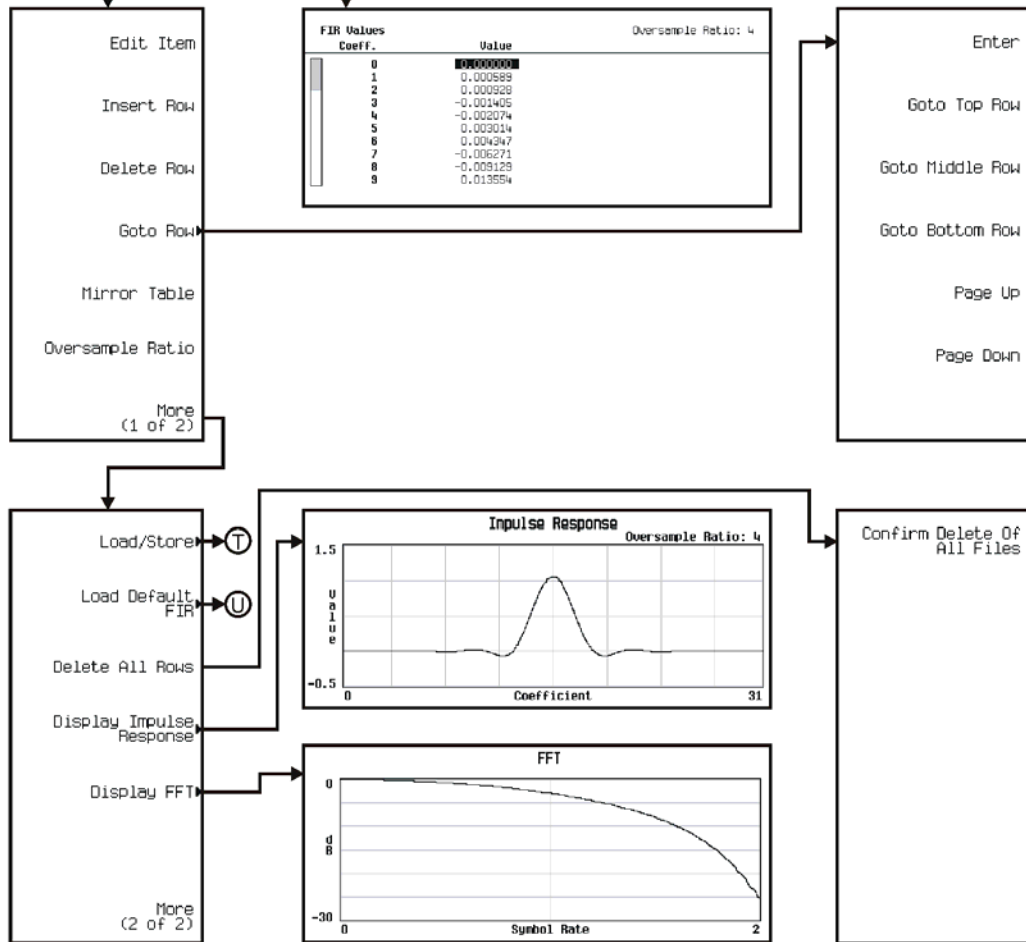 Edit Item
Insert Row
Delete Row
Goto Row
Mirror Table
Oversample Ratio
More
(1 of 2)
FIR Values Oversample Ratio: 4
Coeff. Value
0 0.000000
1 0.000589
2 0.000928
3 -0.001405
4 -0.002074
5 0.003014
6 0.004347
7 -0.006271
8 -0.009129
9 0.013554
Enter
Goto Top Row
Goto Middle Row
Goto Bottom Row
Page Up
Page Down
Load/Store
T
Load Default
FIR
U
Delete All Rows
Display Impulse
Response
Display FFT
More
(2 of 2)
Inpulse Response
Oversample Ratio: 4
1.5
Value
-0.5
0 Coefficient 31
FFT
0
dB
-30
0 Symbol Rate 2
Confirm Delete Of
All Files